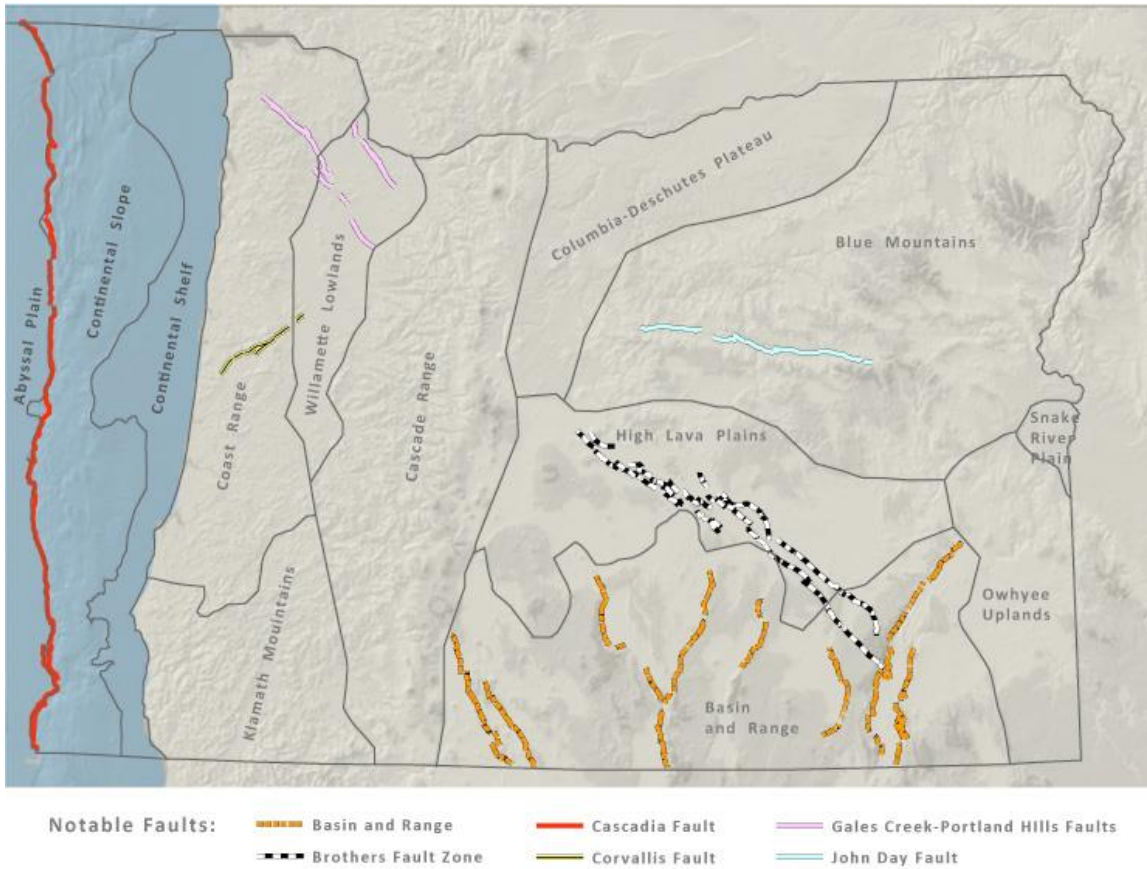 Abyssal Plain
Continental Slope
Continental Shelf
Coast Range
Willamette Lowlands
Cascade Range
Klamath Mouintains
Columbia-Deschutes Plateau
Blue Mountains
High Lava Plains
Snake
River
Plain
Owhyee
Uplands
Basin
and Range
Notable Faults:
Basin and Range
Cascadia Fault
Gales Creek-Portland HIlls Faults
Brothers Fault Zone
Corvallis Fault
John Day Fault